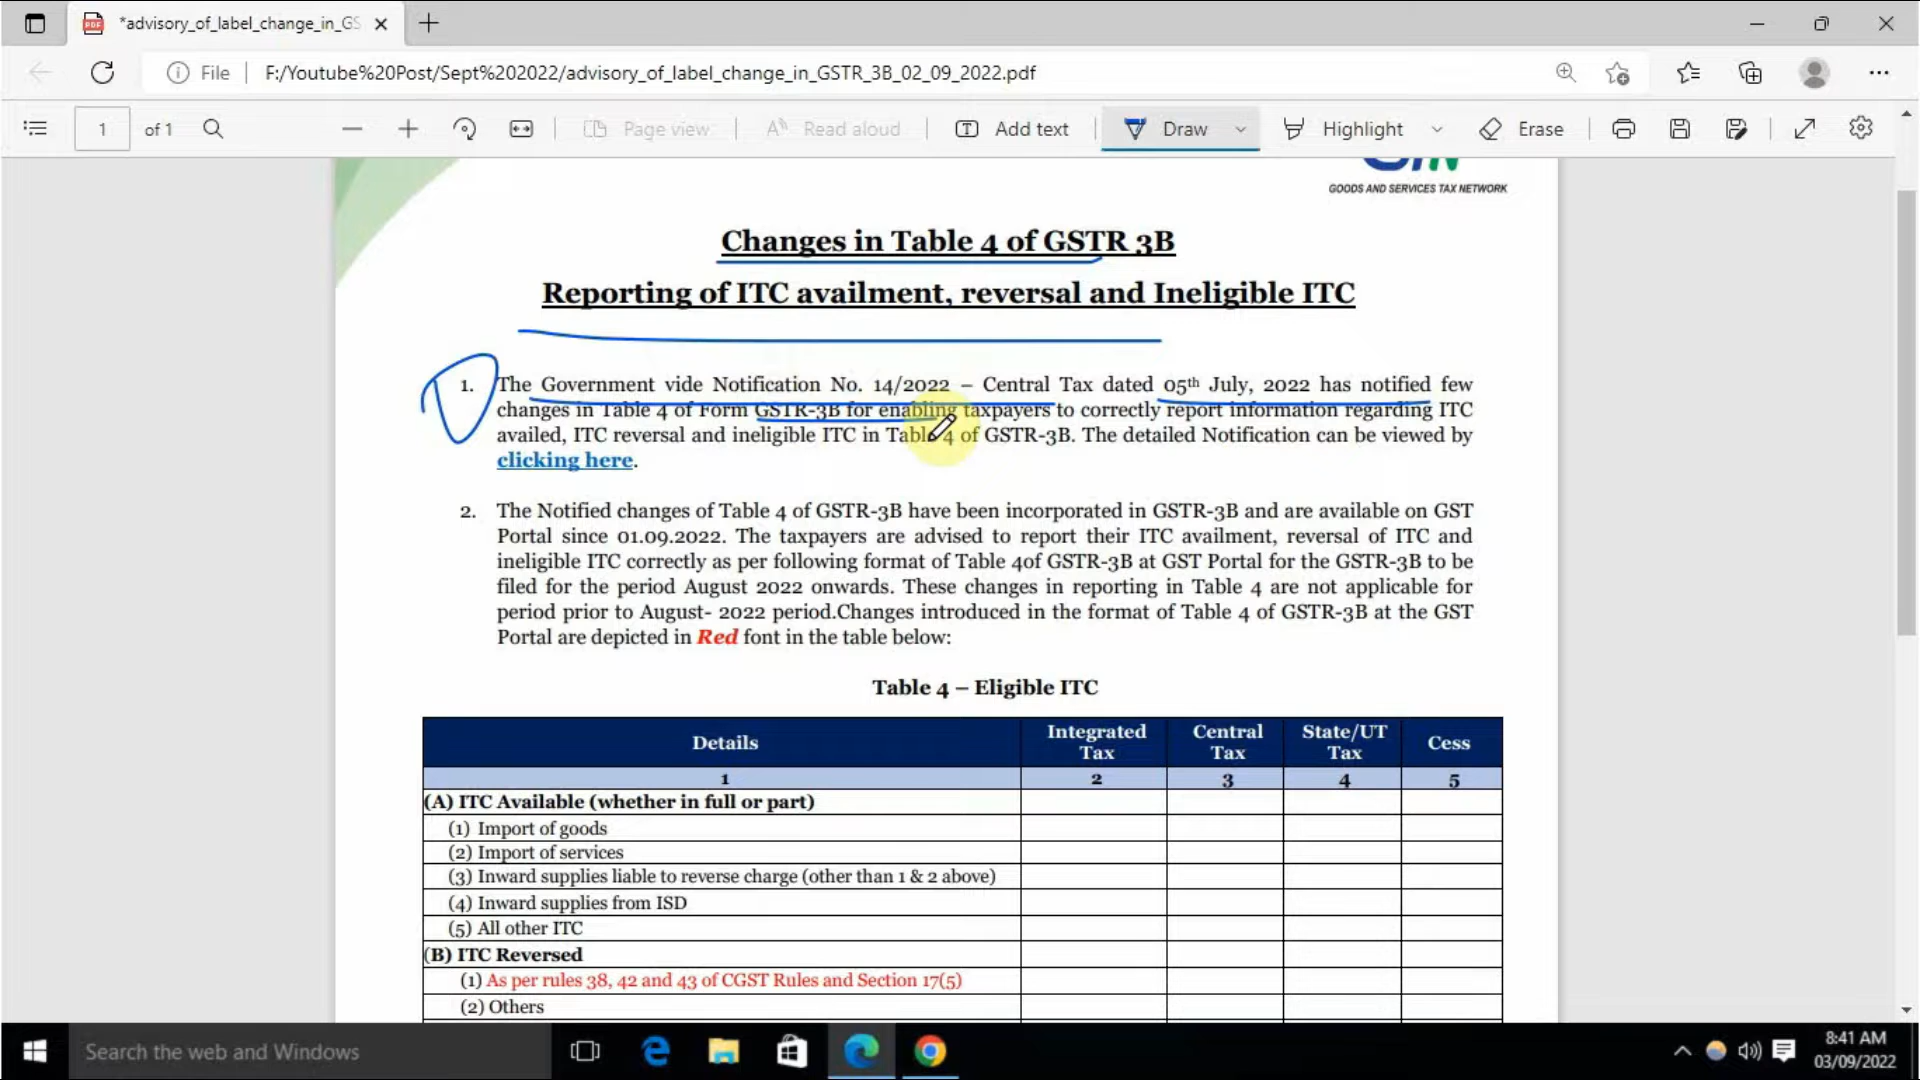 *advisory_of_label_change_in_GS
File
F:/Youtube%20Post/Sept%202022/advisory_of_label_change_in_GSTR_3B_02_09_2022.pdf
1 of 1
Page view
Read aloud
Add text
Draw
Highlight
Erase
GOODS AND SERVICES TAX NETWORK
Changes in Table 4 of GSTR 3B
Reporting of ITC availment, reversal and Ineligible ITC
1. The Government vide Notification No. 14/2022 – Central Tax dated 05th July, 2022 has notified few
changes in Table 4 of Form GSTR-3B for enabling taxpayers to correctly report information regarding ITC
availed, ITC reversal and ineligible ITC in Table 4 of GSTR-3B. The detailed Notification can be viewed by
clicking here.
2. The Notified changes of Table 4 of GSTR-3B have been incorporated in GSTR-3B and are available on GST
Portal since 01.09.2022. The taxpayers are advised to report their ITC availment, reversal of ITC and
ineligible ITC correctly as per following format of Table 4of GSTR-3B at GST Portal for the GSTR-3B to be
filed for the period August 2022 onwards. These changes in reporting in Table 4 are not applicable for
period prior to August- 2022 period.Changes introduced in the format of Table 4 of GSTR-3B at the GST
Portal are depicted in Red font in the table below:
Table 4 – Eligible ITC
Details Integrated Tax Central Tax State/UT Tax Cess
1 2 3 4 5
(A) ITC Available (whether in full or part)
(1) Import of goods
(2) Import of services
(3) Inward supplies liable to reverse charge (other than 1 & 2 above)
(4) Inward supplies from ISD
(5) All other ITC
(B) ITC Reversed
(1) As per rules 38, 42 and 43 of CGST Rules and Section 17(5)
(2) Others
Search the web and Windows
8:41 AM
03/09/2022